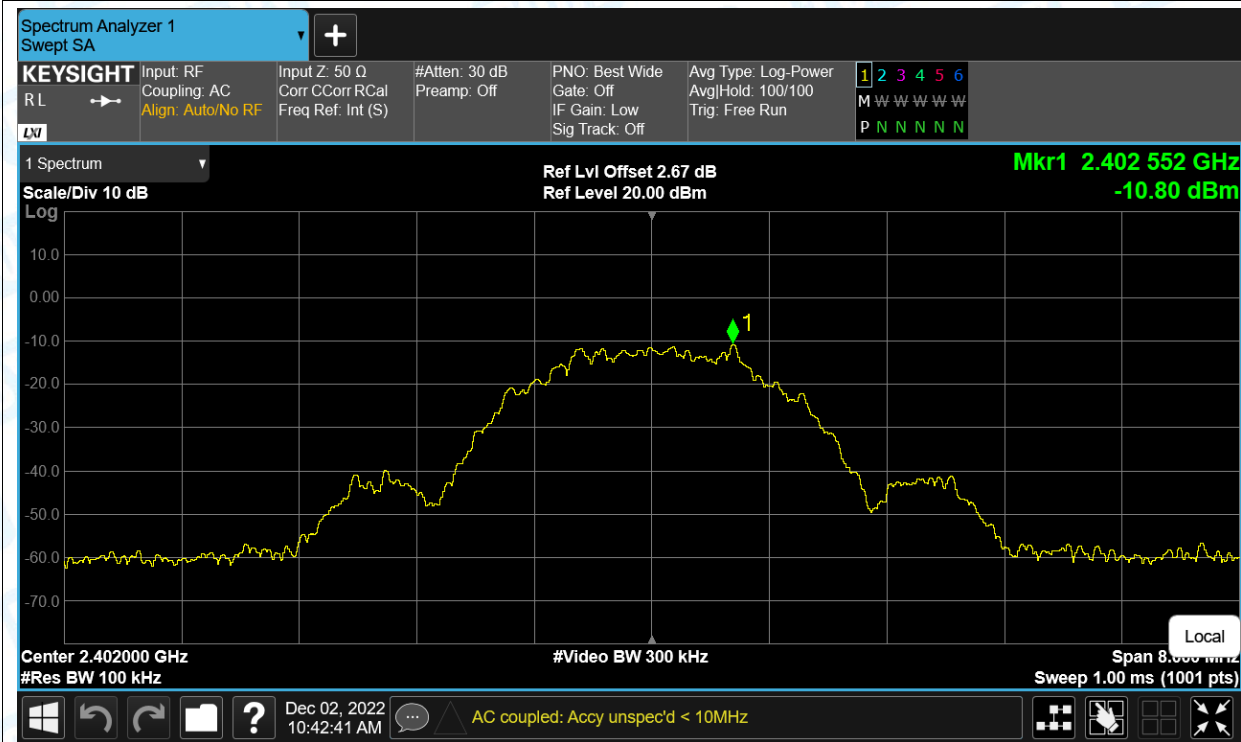 Spectrum Analyzer 1
Swept SA
KEYSIGHT
R L
LXI
Input: RF
Coupling: AC
Align: Auto/No RF
Input Z: 50 Ω
Corr CCorr RCal
Freq Ref: Int (S)
#Atten: 30 dB
Preamp: Off
PNO: Best Wide
Gate: Off
IF Gain: Low
Sig Track: Off
Avg Type: Log-Power
Avg|Hold: 100/100
Trig: Free Run
1 2 3 4 5 6
M W W W W W
P N N N N N
1 Spectrum
Scale/Div 10 dB
Log
Ref Lvl Offset 2.67 dB
Ref Level 20.00 dBm
Mkr1 2.402 552 GHz
-10.80 dBm
10.0
0.00
-10.0
-20.0
-30.0
-40.0
-50.0
-60.0
-70.0
1
Local
Center 2.402000 GHz
#Res BW 100 kHz
#Video BW 300 kHz
Span 8.000 MHz
Sweep 1.00 ms (1001 pts)
?
Dec 02, 2022
10:42:41 AM
AC coupled: Accy unspec'd < 10MHz